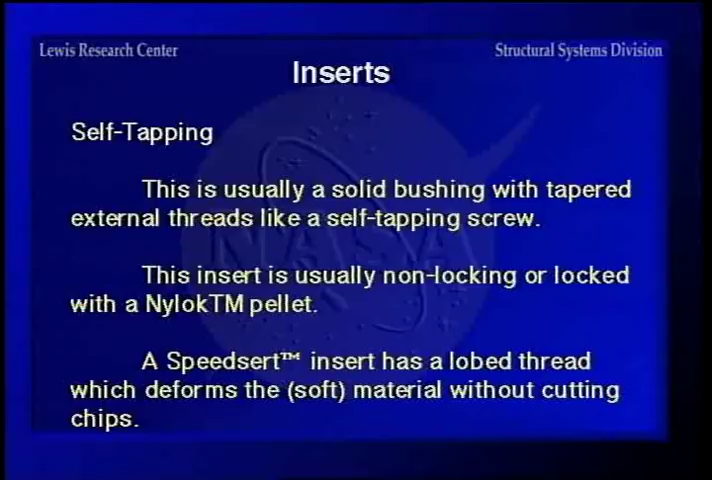 Lewis Research Center
Structural Systems Division
Inserts
Self-Tapping
This is usually a solid bushing with tapered
external threads like a self-tapping screw.
This insert is usually non-locking or locked
with a NylokTM pellet.
A Speedsert™ insert has a lobed thread
which deforms the (soft) material without cutting
chips.
NASA